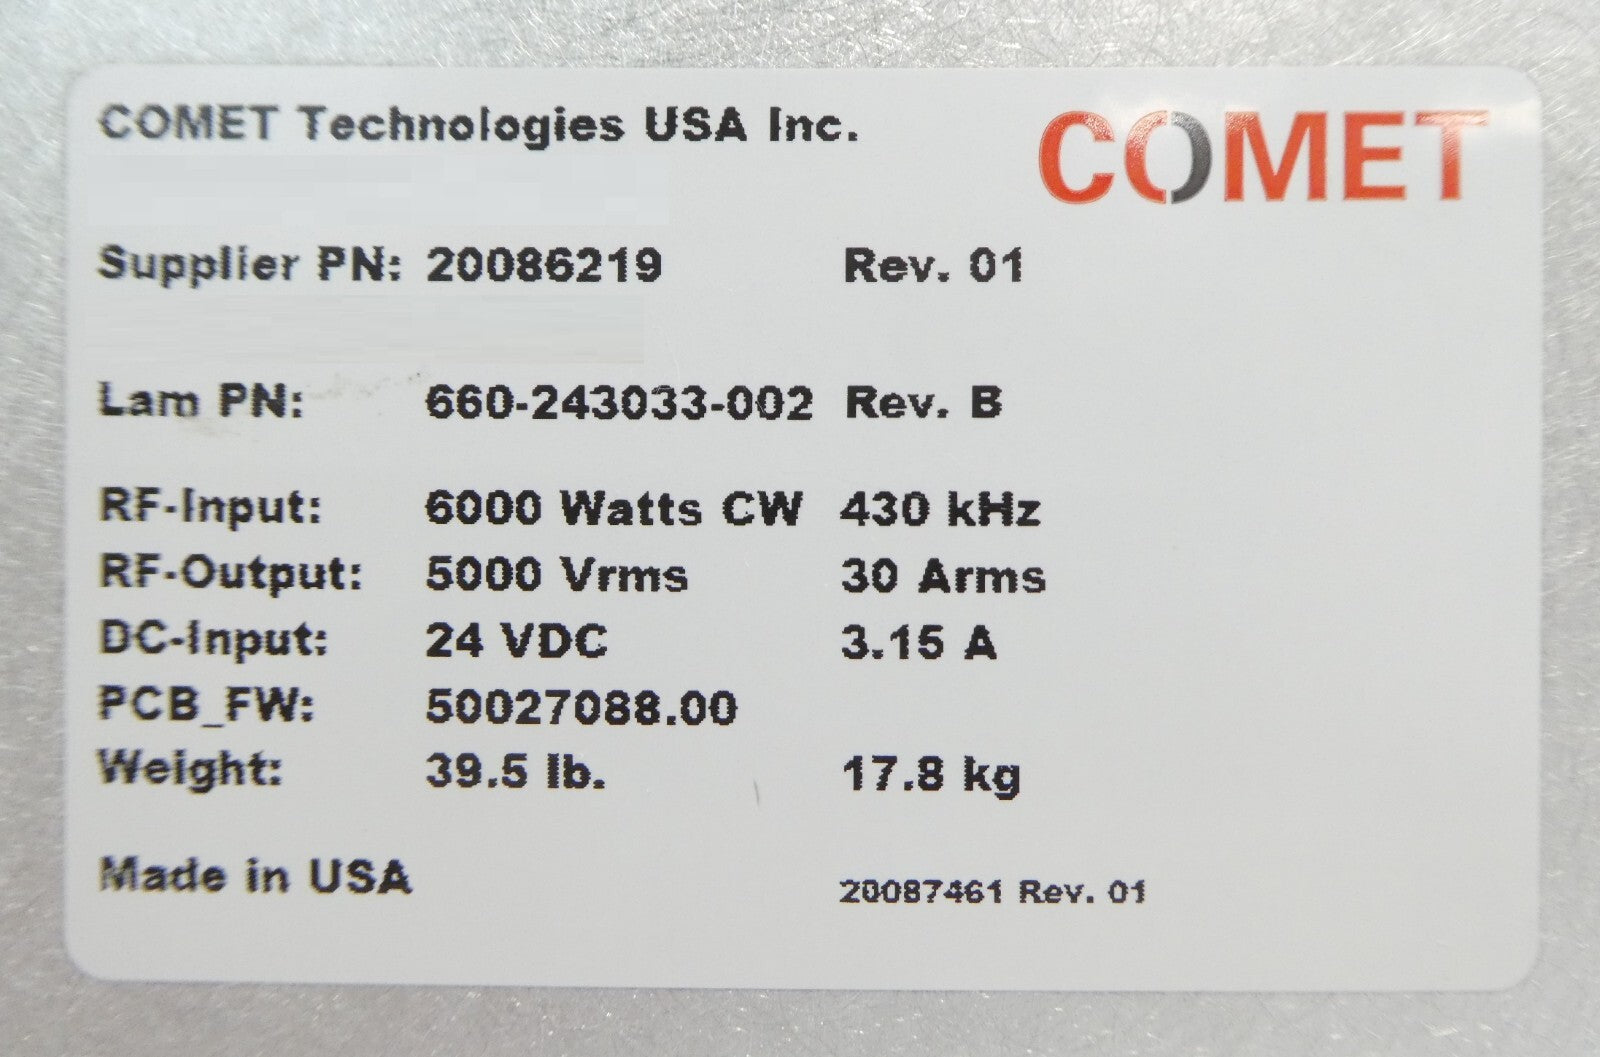 COMET Technologies USA Inc.
COMET
Supplier PN: 20086219 Rev. 01
Lam PN: 660-243033-002 Rev. B
RF-Input: 6000 Watts CW 430 kHz
RF-Output: 5000 Vrms 30 Arms
DC-Input: 24 VDC 3.15 A
PCB_FW: 50027088.00
Weight: 39.5 lb. 17.8 kg
Made in USA
20087461 Rev. 01